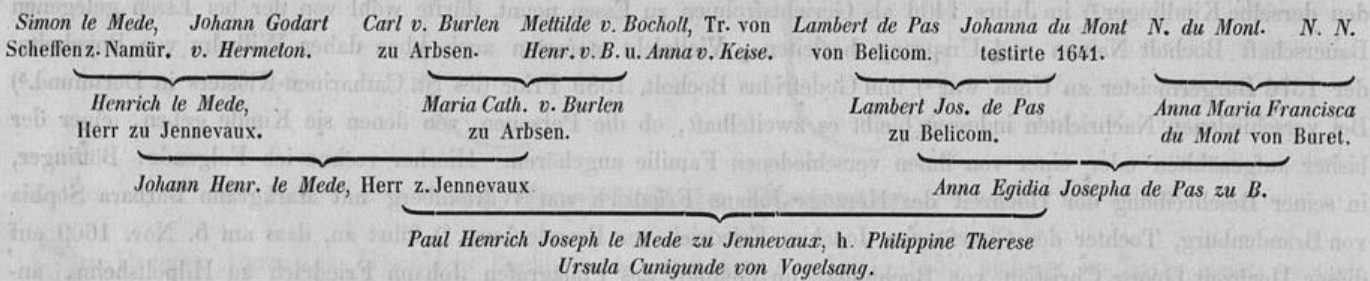 Simon le Mede, Johann Godart Carl v. Burlen Mettilde v. Bocholt, Tr. von Lambert de Pas Johanna du Mont N. du Mont. N. N.
Scheffen z. Namür. v. Hermeton. zu Arbsen. Henr. v. B. u. Anna v. Keise. von Belicom. testirte 1641.
Henrich le Mede, Maria Cath. v. Burlen Lambert Jos. de Pas Anna Maria Francisca
Herr zu Jennevaux. zu Arbsen. zu Belicom. du Mont von Buret.
Johann Henr. le Mede, Herr z. Jennevaux Anna Egidia Josepha de Pas zu B.
Paul Henrich Joseph le Mede zu Jennevaux, h. Philippine Therese
Ursula Cunigunde von Vogelsang.